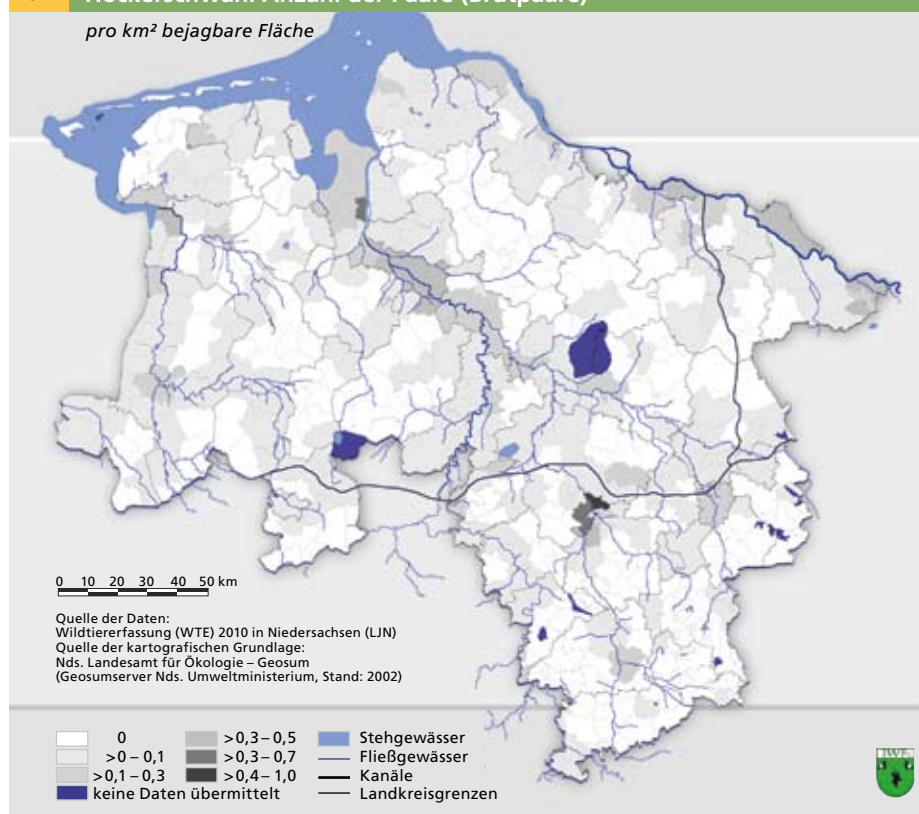 Höckerschwan: Anzahl der Paare (Brutpaare)
pro km² bejagbare Fläche
0 10 20 30 40 50 km
Quelle der Daten:
Wildtiererfassung (WTE) 2010 in Niedersachsen (LJN)
Quelle der kartografischen Grundlage:
Nds. Landesamt für Ökologie – Geosum
(Geosumserver Nds. Umweltministerium, Stand: 2002)
0
>0 – 0,1
>0,1 – 0,3
keine Daten übermittelt
>0,3 – 0,5
>0,3 – 0,7
>0,4 – 1,0
Stehgewässer
Fließgewässer
Kanäle
Landkreisgrenzen